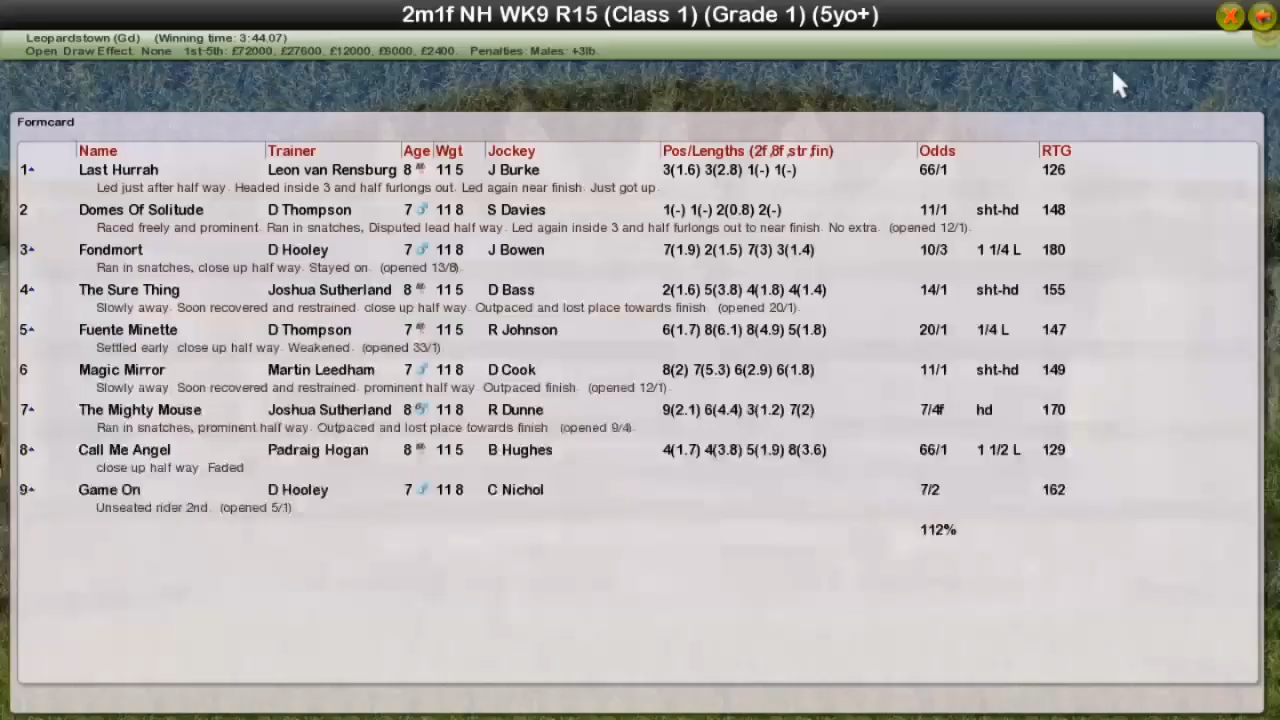 2m1f NH WK9 R15 (Class 1) (Grade 1) (5yo+)
Leopardstown (Gd) (Winning time: 3:44.07)
Open Draw Effect: None. 1st-5th: £72000, £27600, £12000, £6000, £2400. Penalties: Males: +3lb.
Formcard
Name Trainer Age Wgt Jockey Pos/Lengths (2f,8f,str,fin) Odds RTG
1 Last Hurrah Leon van Rensburg 8 11 5 J Burke 3(1.6) 3(2.8) 1(-) 1(-) 66/1 126
Led just after half way. Headed inside 3 and half furlongs out. Led again near finish. Just got up.
2 Domes Of Solitude D Thompson 7 11 8 S Davies 1(-) 1(-) 2(0.8) 2(-) 11/1 sht-hd 148
Raced freely and prominent. Ran in snatches, Disputed lead half way. Led again inside 3 and half furlongs out to near finish. No extra. (opened 12/1).
3 Fondmort D Hooley 7 11 8 J Bowen 7(1.9) 2(1.5) 7(3) 3(1.4) 10/3 1 1/4 L 180
Ran in snatches, close up half way. Stayed on. (opened 13/8).
4 The Sure Thing Joshua Sutherland 8 11 5 D Bass 2(1.6) 5(3.8) 4(1.8) 4(1.4) 14/1 sht-hd 155
Slowly away. Soon recovered and restrained. close up half way. Outpaced and lost place towards finish. (opened 20/1).
5 Fuente Minette D Thompson 7 11 5 R Johnson 6(1.7) 8(6.1) 8(4.9) 5(1.8) 20/1 1/4 L 147
Settled early. close up half way. Weakened. (opened 33/1)
6 Magic Mirror Martin Leedham 7 11 8 D Cook 8(2) 7(5.3) 6(2.9) 6(1.8) 11/1 sht-hd 149
Slowly away. Soon recovered and restrained. prominent half way. Outpaced finish. (opened 12/1).
7 The Mighty Mouse Joshua Sutherland 8 11 8 R Dunne 9(2.1) 6(4.4) 3(1.2) 7(2) 7/4f hd 170
Ran in snatches, prominent half way. Outpaced and lost place towards finish. (opened 9/4).
8 Call Me Angel Padraig Hogan 8 11 5 B Hughes 4(1.7) 4(3.8) 5(1.9) 8(3.6) 66/1 1 1/2 L 129
close up half way. Faded.
9 Game On D Hooley 7 11 8 C Nichol 7/2 162
Unseated rider 2nd. (opened 5/1).
112%